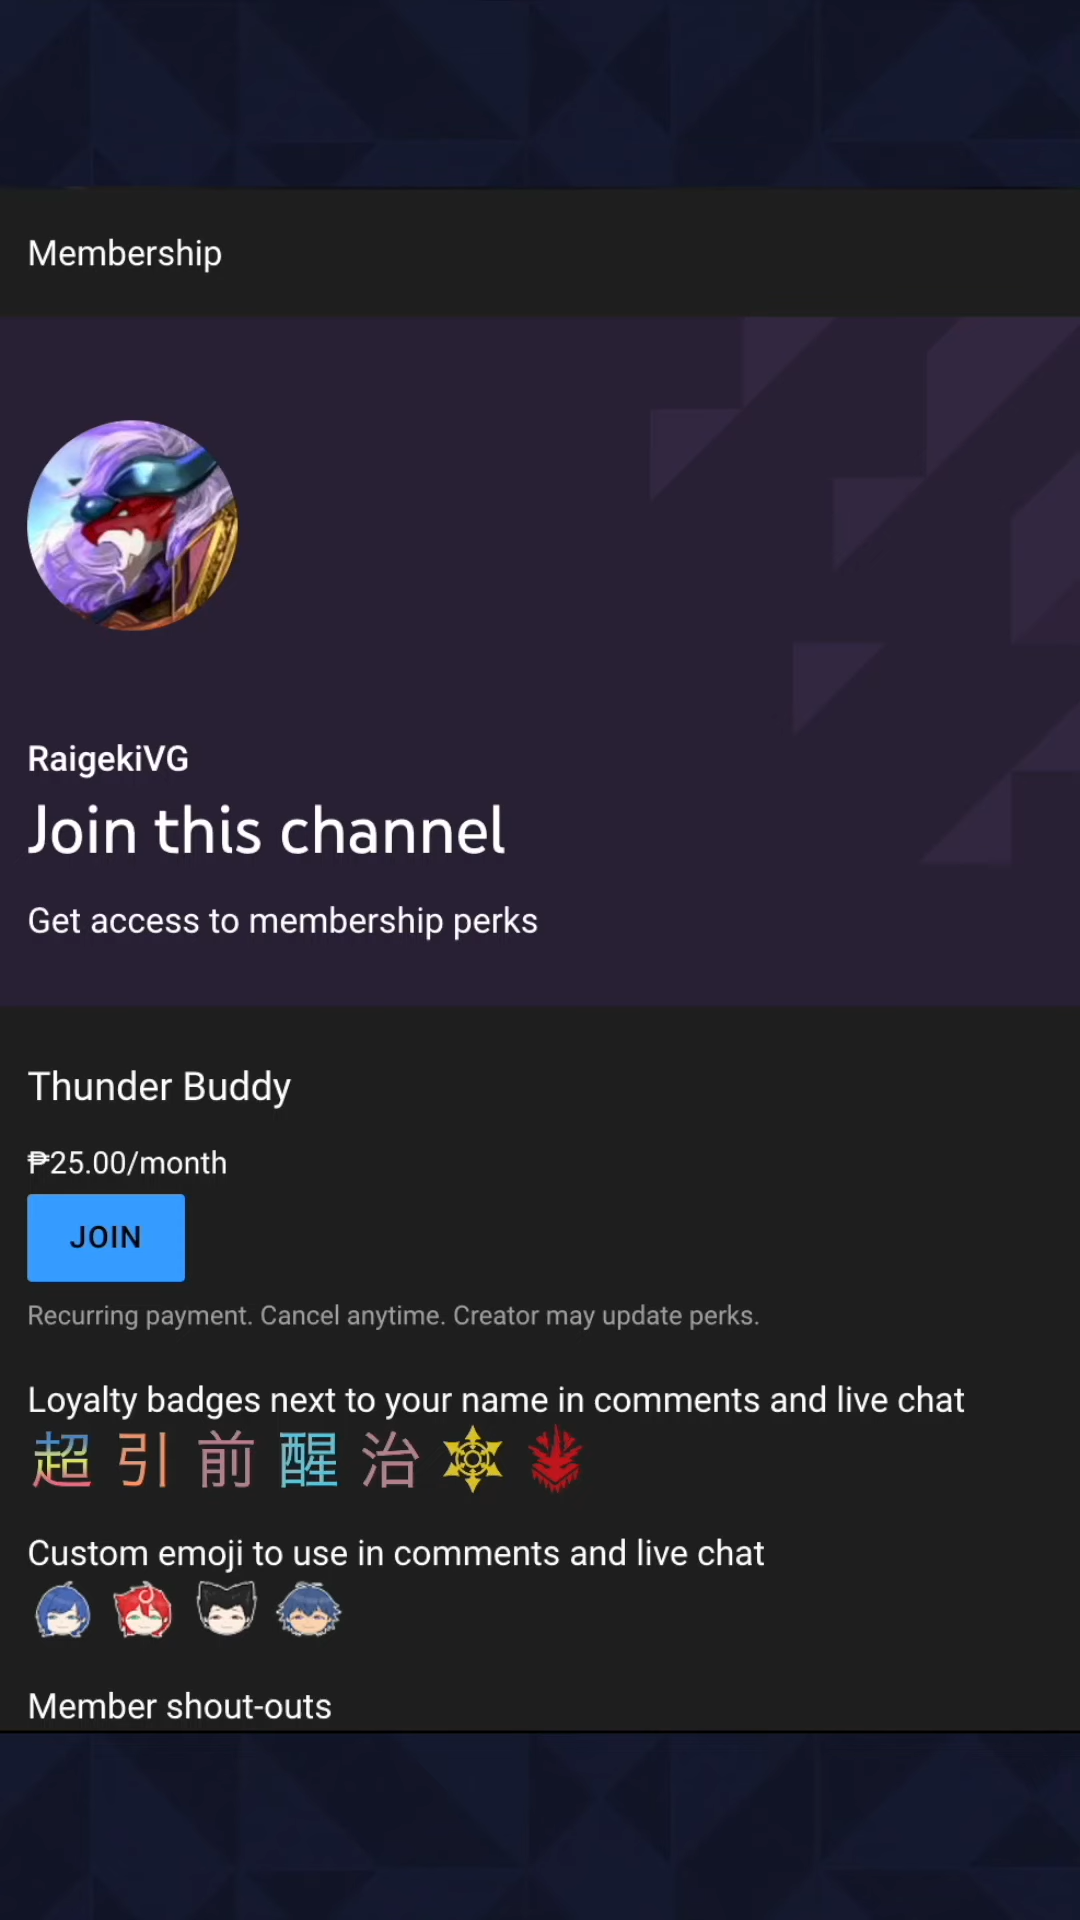 Membership
RaigekiVG
Join this channel
Get access to membership perks
Thunder Buddy
₱25.00/month
JOIN
Recurring payment. Cancel anytime. Creator may update perks.
Loyalty badges next to your name in comments and live chat
超 引 前 醒 治
Custom emoji to use in comments and live chat
Member shout-outs